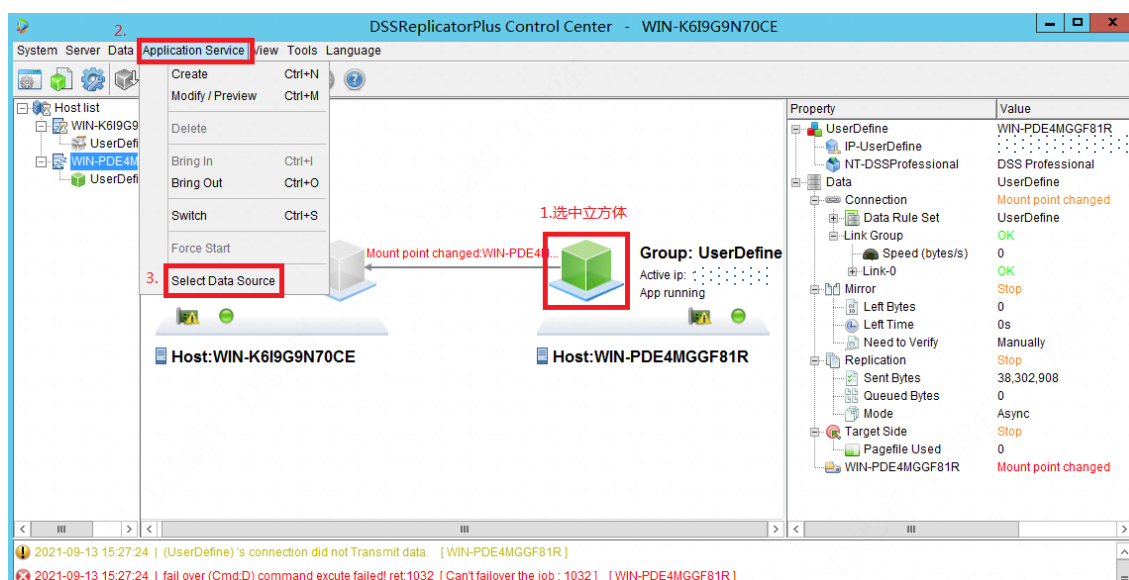 DSSReplicatorPlus Control Center - WIN-K6I9G9N70CE
2.
System Server Data Application Service View Tools Language
Create Ctrl+N
Modify / Preview Ctrl+M
Delete
Bring In Ctrl+I
Bring Out Ctrl+O
Switch Ctrl+S
Force Start
3. Select Data Source
Host list
WIN-K6I9G9
UserDefi
WIN-PDE4M
UserDefi
1.选中立方体
Mount point changed:WIN-PDE4M...
Group: UserDefine
Active ip:
App running
Host:WIN-K6I9G9N70CE
Host:WIN-PDE4MGGF81R
Property Value
UserDefine WIN-PDE4MGGF81R
IP-UserDefine
NT-DSSProfessional DSS Professional
Data UserDefine
Connection Mount point changed
Data Rule Set UserDefine
Link Group OK
Speed (bytes/s) 0
Link-0 OK
Mirror Stop
Left Bytes 0
Left Time 0s
Need to Verify Manually
Replication Stop
Sent Bytes 38,302,908
Queued Bytes 0
Mode Async
Target Side Stop
Pagefile Used 0
WIN-PDE4MGGF81R Mount point changed
2021-09-13 15:27:24 | (UserDefine) 's connection did not Transmit data. [ WIN-PDE4MGGF81R ]
2021-09-13 15:27:24 | fail over (Cmd:D) command excute failed! ret:1032 [ Can't failover the job : 1032 ] [ WIN-PDE4MGGF81R ]